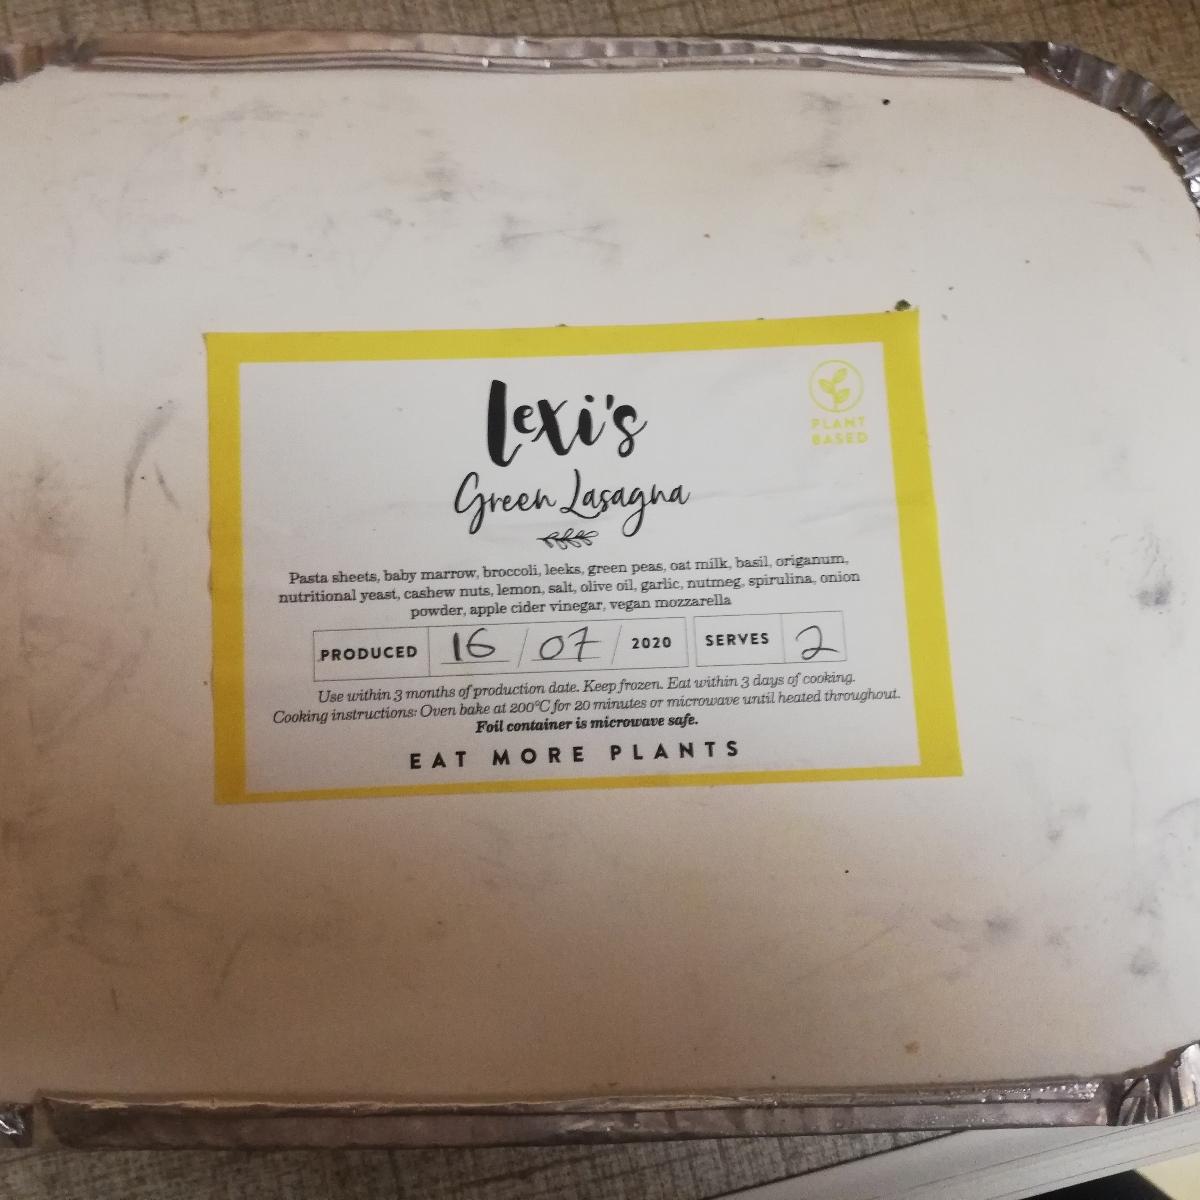 Lexi's
PLANT
BASED
Green Lasagna
Pasta sheets, baby marrow, broccoli, leeks, green peas, oat milk, basil, origanum,
nutritional yeast, cashew nuts, lemon, salt, olive oil, garlic, nutmeg, spirulina, onion
powder, apple cider vinegar, vegan mozzarella
PRODUCED 16 / 07 / 2020 SERVES 2
Use within 3 months of production date. Keep frozen. Eat within 3 days of cooking.
Cooking instructions: Oven bake at 200°C for 20 minutes or microwave until heated throughout.
Foil container is microwave safe.
EAT MORE PLANTS